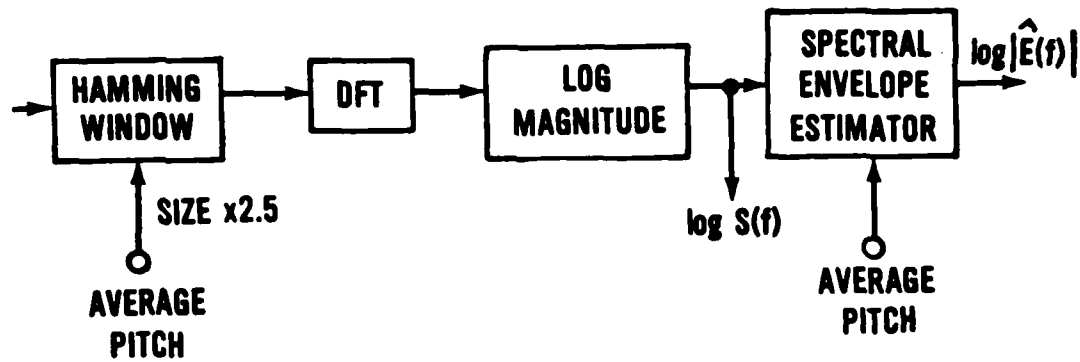 HAMMING
WINDOW
DFT
LOG
MAGNITUDE
SPECTRAL
ENVELOPE
ESTIMATOR
log|Ê(f)|
SIZE x2.5
log S(f)
AVERAGE
PITCH
AVERAGE
PITCH